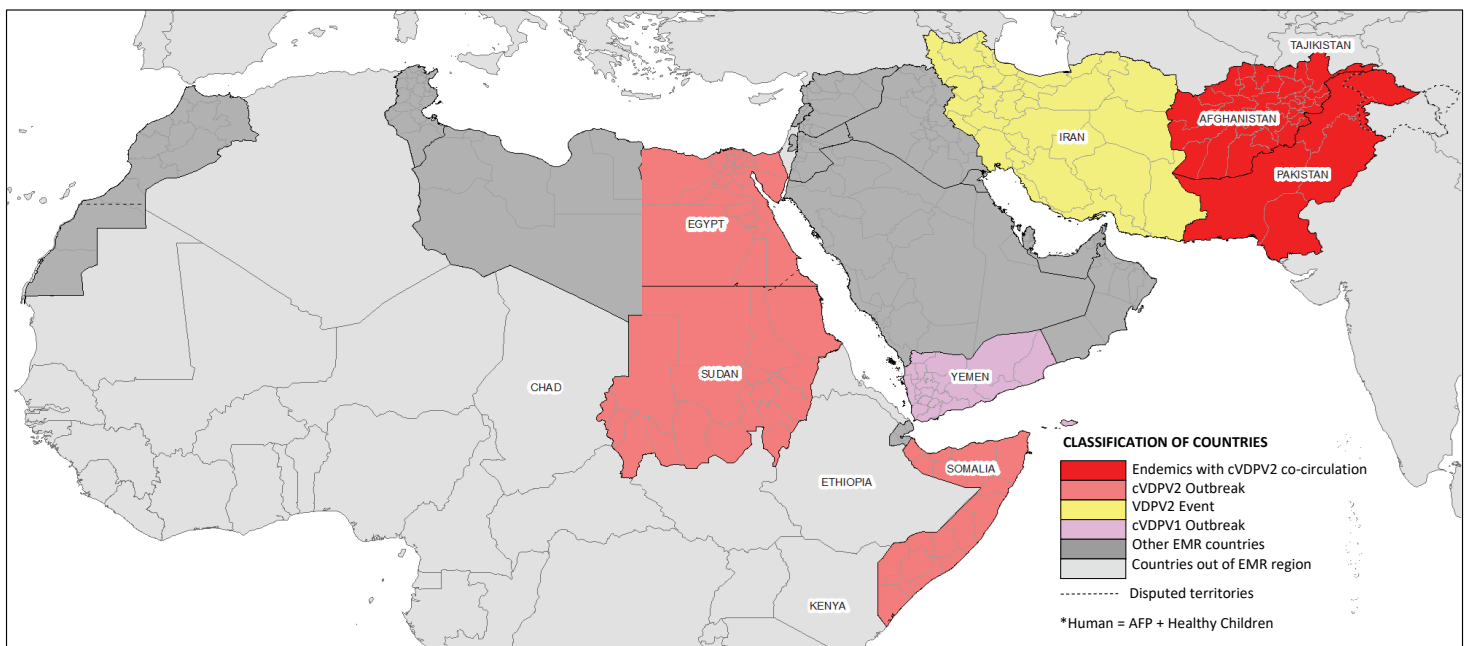 TAJIKISTAN
AFGHANISTAN
IRAN
PAKISTAN
EGYPT
SUDAN
CHAD
YEMEN
SOMALIA
ETHIOPIA
KENYA
CLASSIFICATION OF COUNTRIES
Endemics with cVDPV2 co-circulation
cVDPV2 Outbreak
VDPV2 Event
cVDPV1 Outbreak
Other EMR countries
Countries out of EMR region
Disputed territories
*Human = AFP + Healthy Children